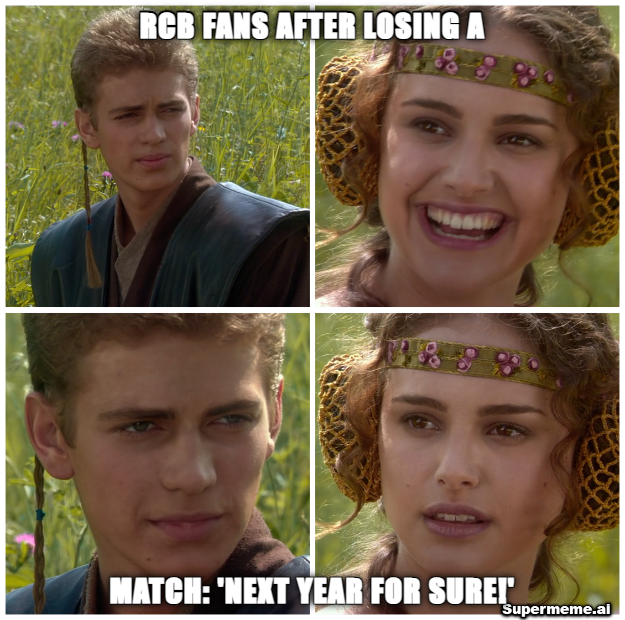 RCB FANS AFTER LOSING A
MATCH: 'NEXT YEAR FOR SURE!'
Supermeme.ai